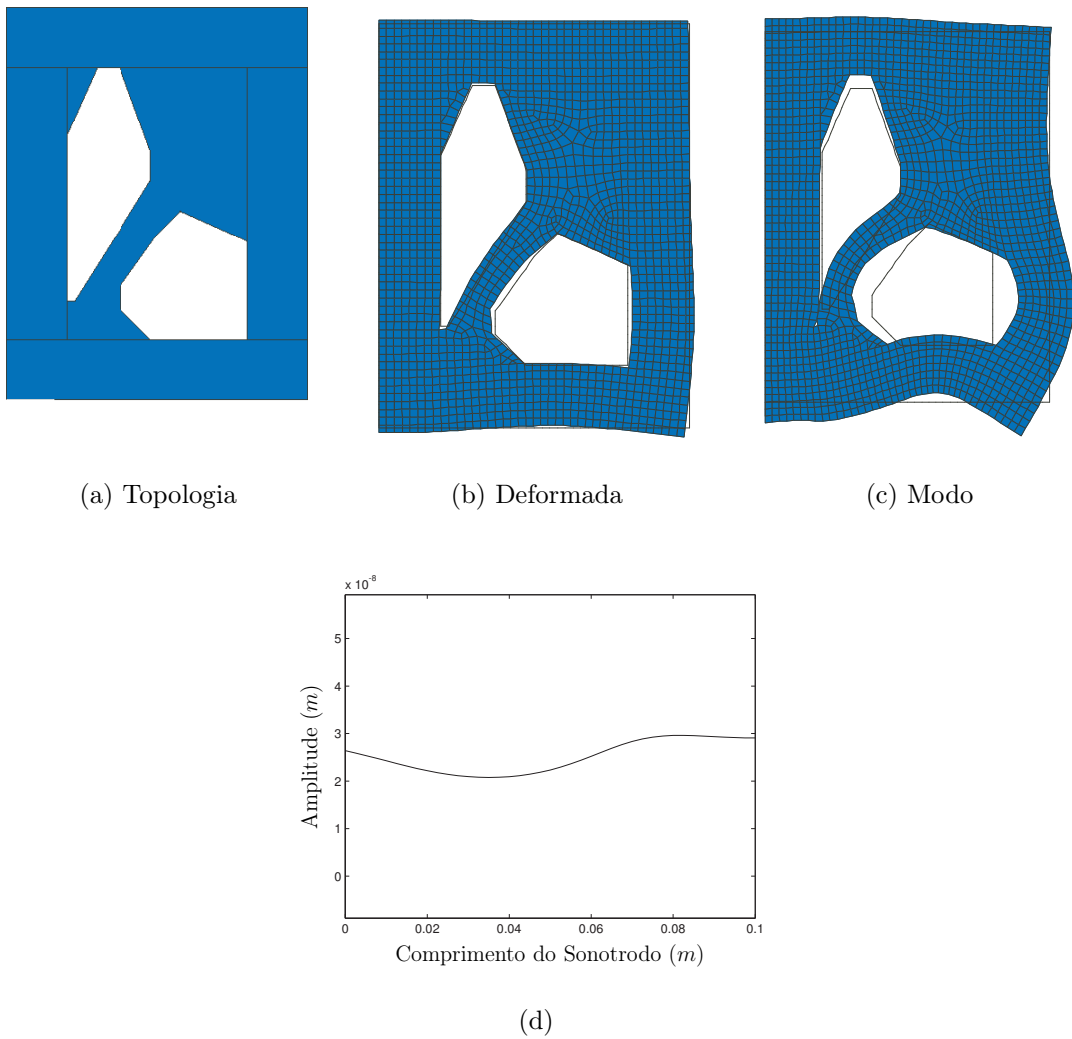 (a) Topologia
(b) Deformada
(c) Modo
x 10⁻⁸
5
4
3
2
1
0
Amplitude (m)
0 0.02 0.04 0.06 0.08 0.1
Comprimento do Sonotrodo (m)
(d)